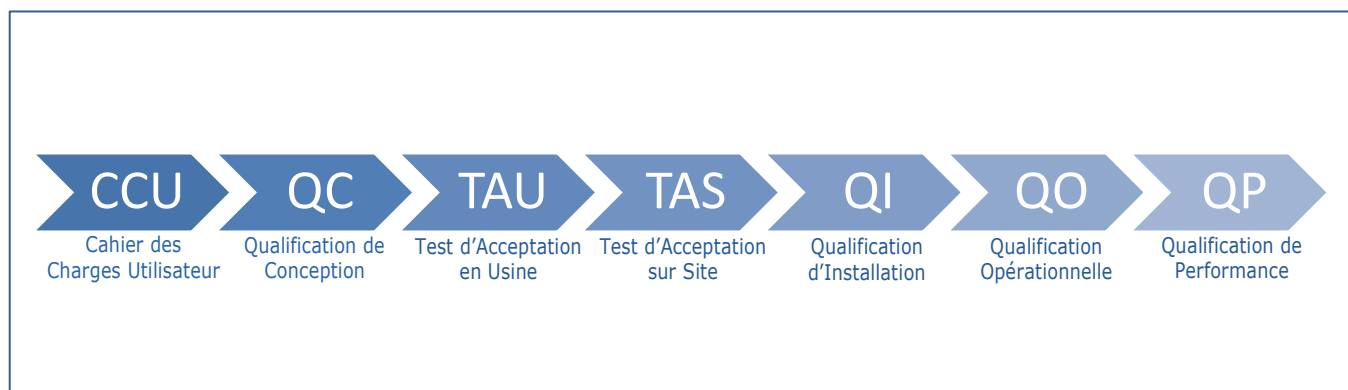 CCU
Cahier des
Charges Utilisateur
QC
Qualification de
Conception
TAU
Test d’Acceptation
en Usine
TAS
Test d’Acceptation
sur Site
QI
Qualification
d’Installation
QO
Qualification
Opérationnelle
QP
Qualification de
Performance